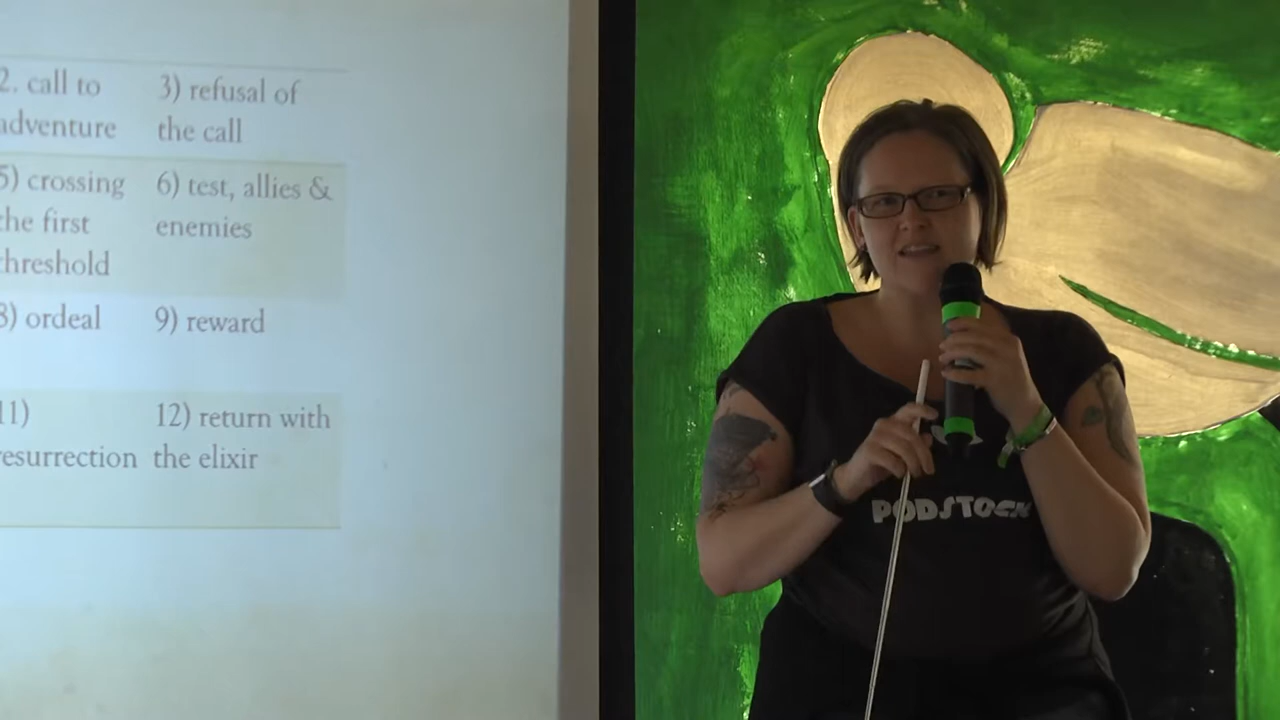 2. call to
adventure
3) refusal of
the call
5) crossing
the first
threshold
6) test, allies &
enemies
8) ordeal
9) reward
11)
resurrection
12) return with
the elixir
PODSTOCK